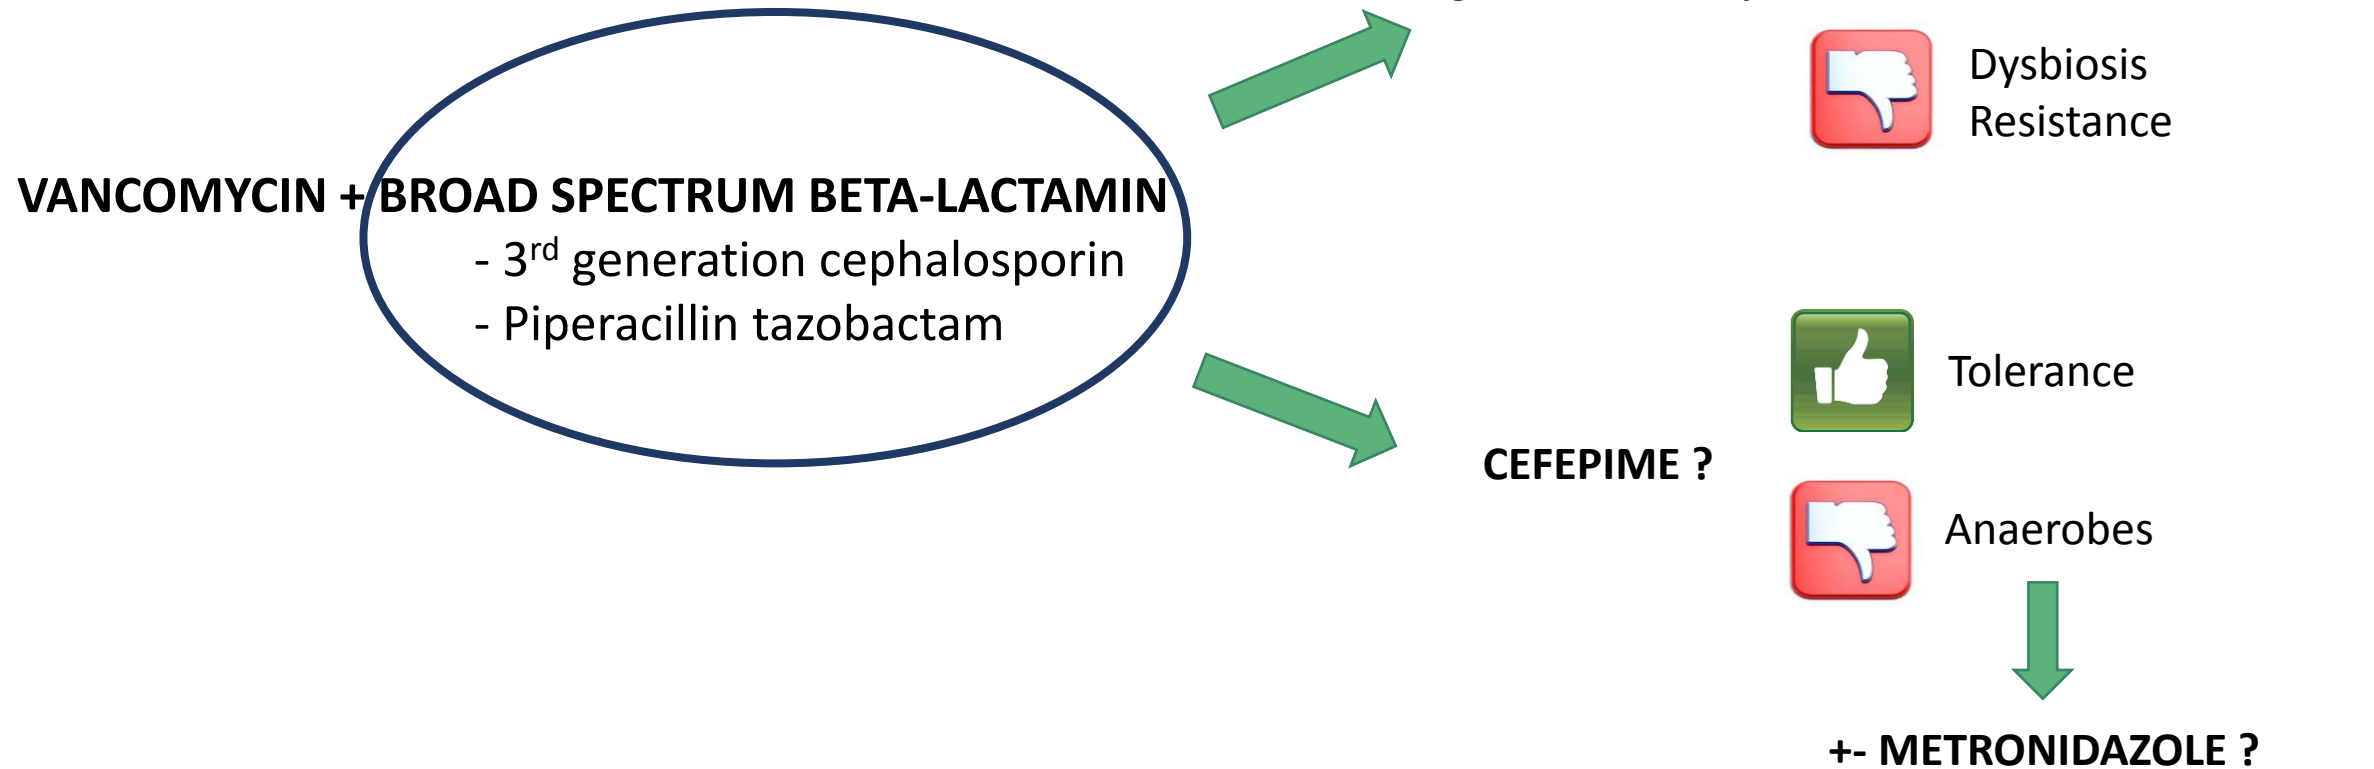 Dysbiosis
Resistance
VANCOMYCIN + BROAD SPECTRUM BETA-LACTAMIN
- 3rd generation cephalosporin
- Piperacillin tazobactam
Tolerance
CEFEPIME ?
Anaerobes
+- METRONIDAZOLE ?